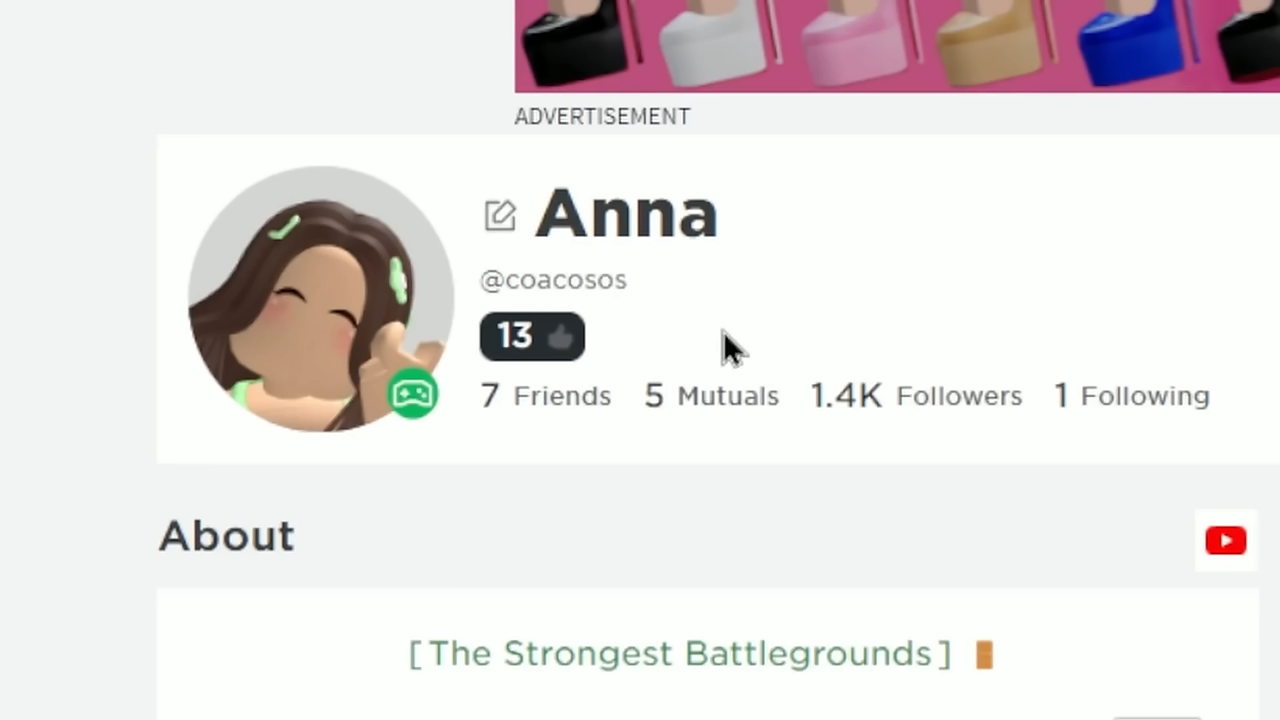 ADVERTISEMENT
Anna
@coacosos
13
7 Friends 5 Mutuals 1.4K Followers 1 Following
About
[The Strongest Battlegrounds]